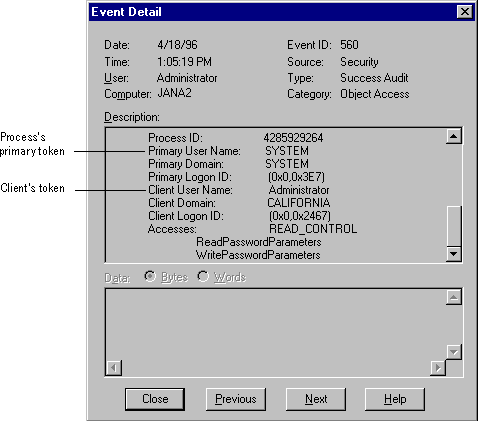 Event Detail
Date: 4/18/96 Event ID: 560
Time: 1:05:19 PM Source: Security
User: Administrator Type: Success Audit
Computer: JANA2 Category: Object Access
Description:
Process ID: 4285929264
Process's primary token
Primary User Name: SYSTEM
Primary Domain: SYSTEM
Primary Logon ID: (0x0,0x3E7)
Client's token
Client User Name: Administrator
Client Domain: CALIFORNIA
Client Logon ID: (0x0,0x2467)
Accesses: READ_CONTROL
ReadPasswordParameters
WritePasswordParameters
Data: Bytes Words
Close Previous Next Help